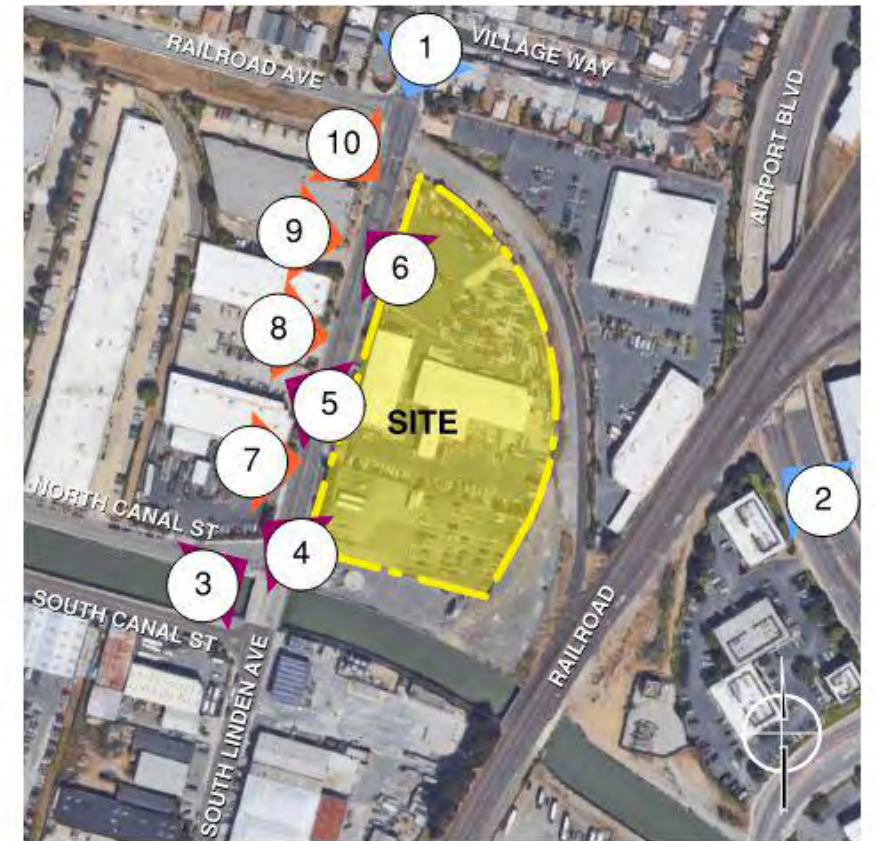 1
VILLAGE WAY
RAILROAD AVE
AIRPORT BLVD
10
9
6
8
5
SITE
7
2
NORTH CANAL ST
4
3
SOUTH CANAL ST
RAILROAD
SOUTH LINDEN AVE